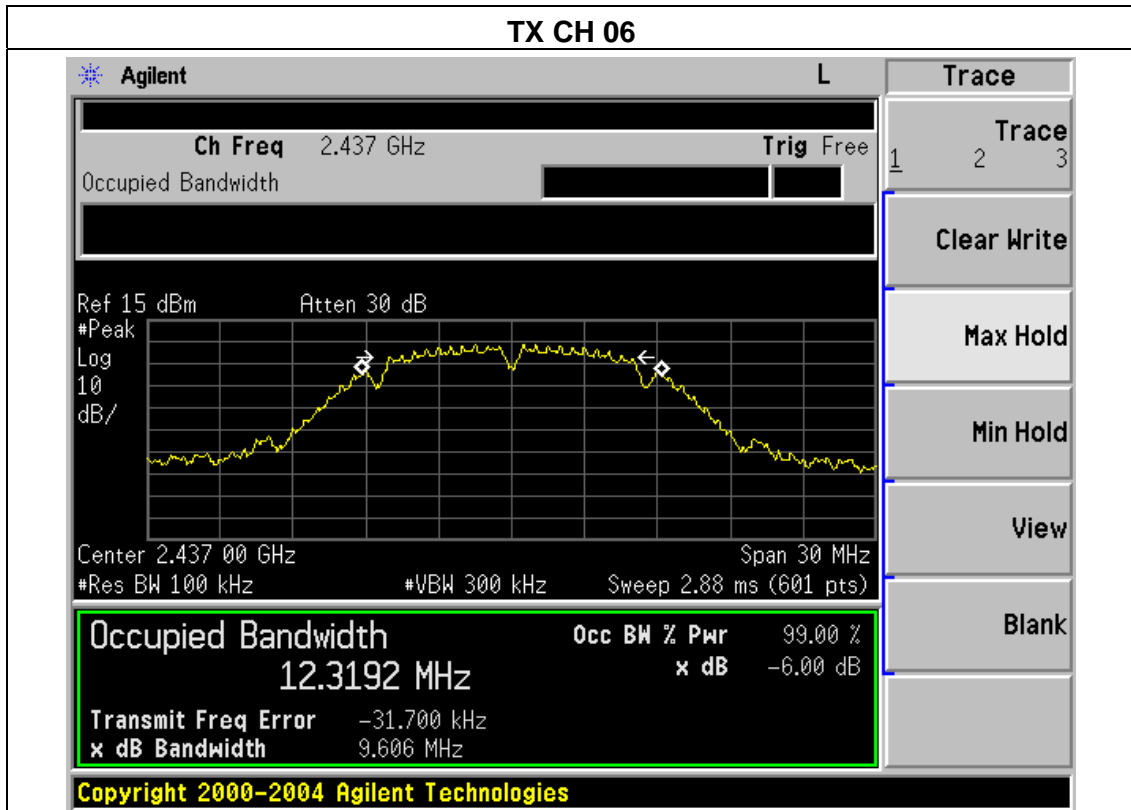 TX CH 06
Agilent L Trace
Ch Freq 2.437 GHz Trig Free
Occupied Bandwidth
Trace
1 2 3
Clear Write
Max Hold
Min Hold
View
Blank
Ref 15 dBm Atten 30 dB
#Peak
Log
10
dB/
Center 2.437 00 GHz Span 30 MHz
#Res BW 100 kHz #VBW 300 kHz Sweep 2.88 ms (601 pts)
Occupied Bandwidth Occ BW % Pwr 99.00 %
12.3192 MHz x dB -6.00 dB
Transmit Freq Error -31.700 kHz
x dB Bandwidth 9.606 MHz
Copyright 2000-2004 Agilent Technologies